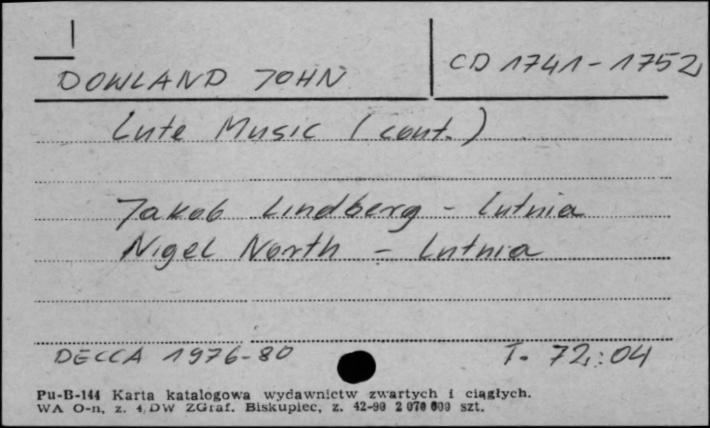 CD 1741-1752
DOWLAND JOHN
Lute Music (cont.)
Jakob Lindberg - lutnia
Nigel North - lutnia
DECCA 1976-80 T. 72:04
Pu-B-144 Karta katalogowa wydawnictw zwartych i ciągłych.
WA O-n, z. 4 DW ZGraf. Biskupiec, z. 42-90 2 070 000 szt.